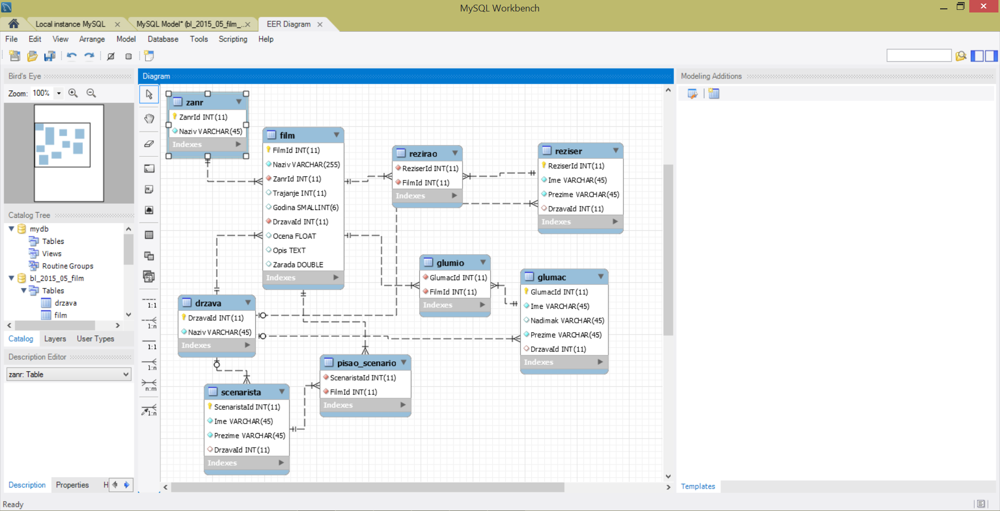 MySQL Workbench
Local instance MySQL
MySQL Model* (bl_2015_05_film_...
EER Diagram
File Edit View Arrange Model Database Tools Scripting Help
Bird's Eye
Zoom: 100%
Catalog Tree
mydb
Tables
Views
Routine Groups
bl_2015_05_film
Tables
drzava
film
Catalog Layers User Types
Description Editor
zanr: Table
Description Properties H
Ready
Diagram
1:1
1:n
1:1
1:n
n:m
1:n
zanr
ZanrId INT(11)
Naziv VARCHAR(45)
Indexes
film
FilmId INT(11)
Naziv VARCHAR(255)
ZanrId INT(11)
Trajanje INT(11)
Godina SMALLINT(6)
DrzavaId INT(11)
Ocena FLOAT
Opis TEXT
Zarada DOUBLE
Indexes
rezirao
ReziserId INT(11)
FilmId INT(11)
Indexes
reziser
ReziserId INT(11)
Ime VARCHAR(45)
Prezime VARCHAR(45)
DrzavaId INT(11)
Indexes
glumio
GlumacId INT(11)
FilmId INT(11)
Indexes
glumac
GlumacId INT(11)
Ime VARCHAR(45)
Nadimak VARCHAR(45)
Prezime VARCHAR(45)
DrzavaId INT(11)
Indexes
drzava
DrzavaId INT(11)
Naziv VARCHAR(45)
Indexes
pisao_scenario
ScenaristaId INT(11)
FilmId INT(11)
Indexes
scenarista
ScenaristaId INT(11)
Ime VARCHAR(45)
Prezime VARCHAR(45)
DrzavaId INT(11)
Indexes
Modeling Additions
Templates